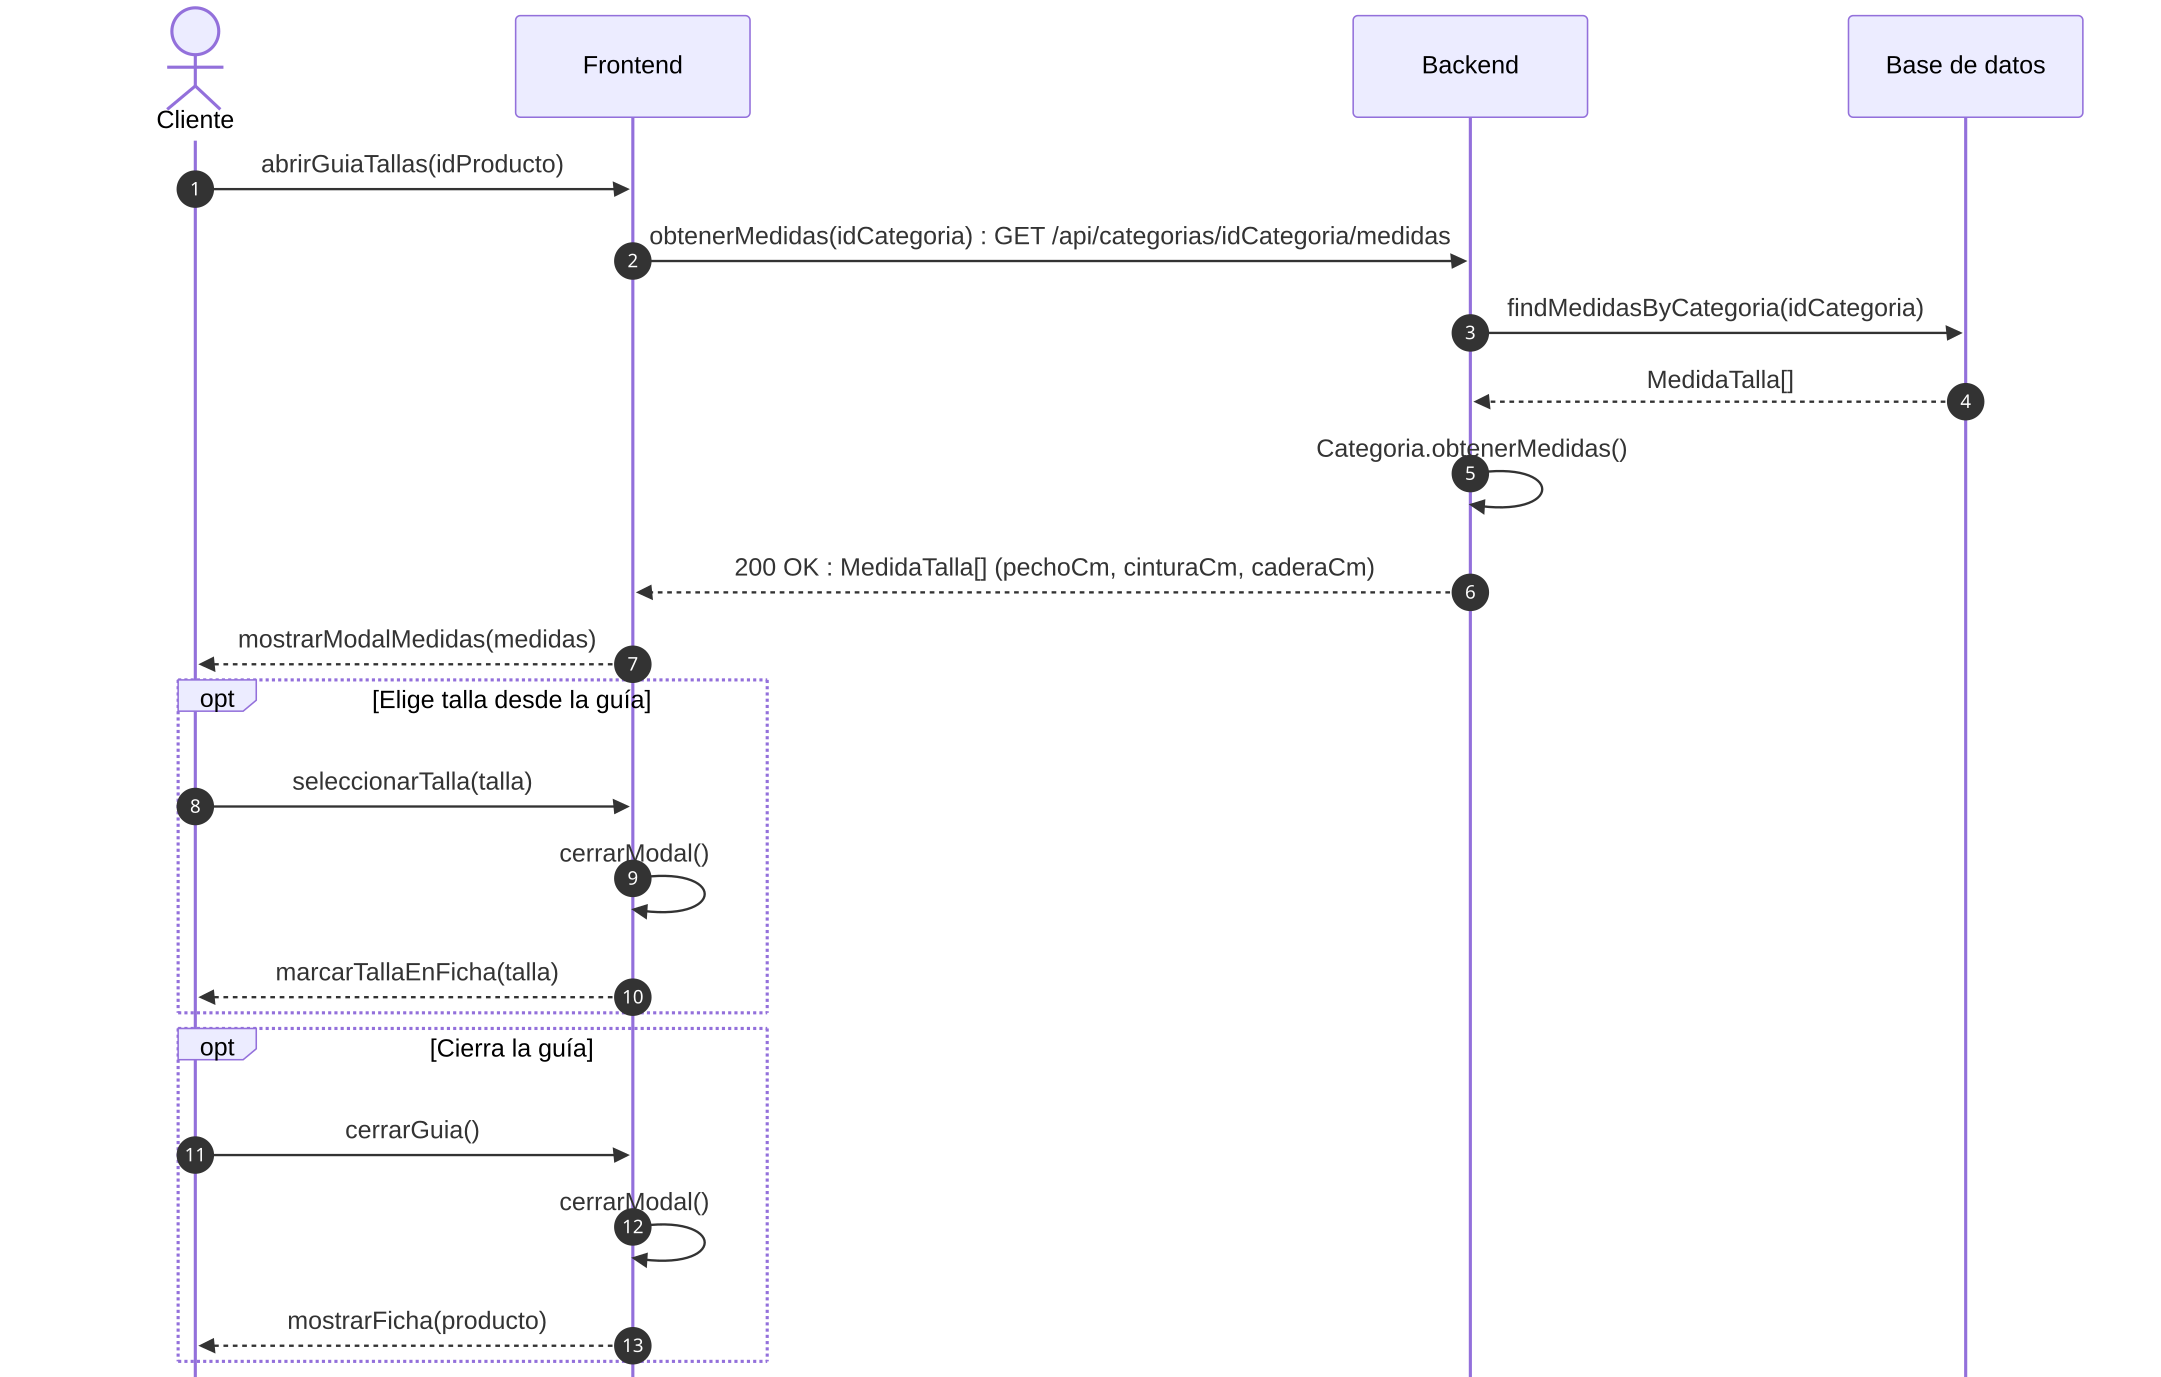 Cliente
Frontend
Backend
Base de datos
abrirGuiaTallas(idProducto)
1
obtenerMedidas(idCategoria) : GET /api/categorias/idCategoria/medidas
2
findMedidasByCategoria(idCategoria)
3
MedidaTalla[]
4
Categoria.obtenerMedidas()
5
200 OK : MedidaTalla[] (pechoCm, cinturaCm, caderaCm)
6
mostrarModalMedidas(medidas)
7
opt
[Elige talla desde la guía]
seleccionarTalla(talla)
8
cerrarModal()
9
marcarTallaEnFicha(talla)
10
opt
[Cierra la guía]
cerrarGuia()
11
cerrarModal()
12
mostrarFicha(producto)
13